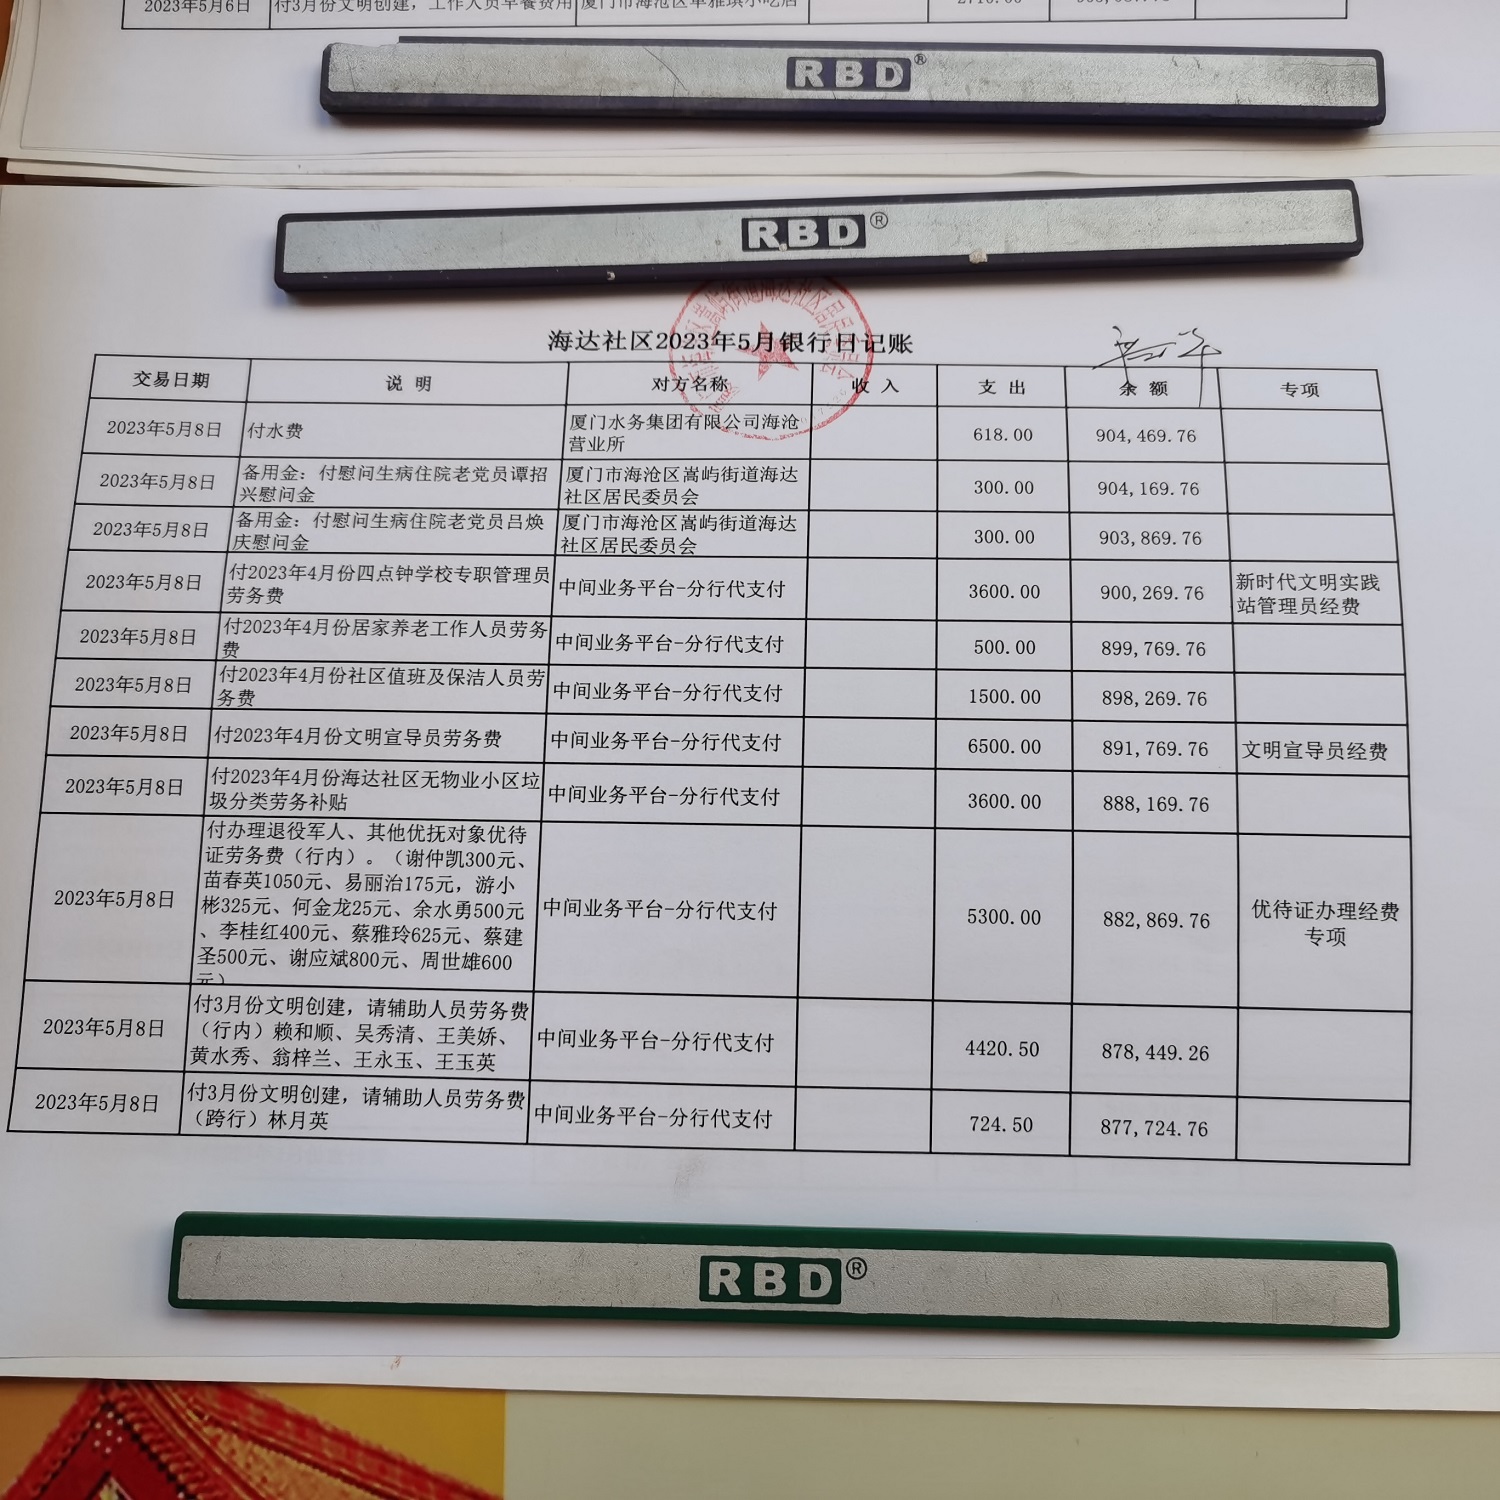 2023年5月6日 付3月份文明创建，工作人员早餐费用
RBD®
RBD®
海达社区2023年5月银行日记账
交易日期 说 明 对方名称 收 入 支 出 余 额 专项
2023年5月8日 付水费 厦门水务集团有限公司海沧
营业所 618.00 904,469.76
2023年5月8日 备用金：付慰问生病住院老党员谭招
兴慰问金 厦门市海沧区嵩屿街道海达
社区居民委员会 300.00 904,169.76
2023年5月8日 备用金：付慰问生病住院老党员吕焕
庆慰问金 厦门市海沧区嵩屿街道海达
社区居民委员会 300.00 903,869.76
2023年5月8日 付2023年4月份四点钟学校专职管理员
劳务费 中间业务平台-分行代支付 3600.00 900,269.76 新时代文明实践
站管理员经费
2023年5月8日 付2023年4月份居家养老工作人员劳务
费 中间业务平台-分行代支付 500.00 899,769.76
2023年5月8日 付2023年4月份社区值班及保洁人员劳
务费 中间业务平台-分行代支付 1500.00 898,269.76
2023年5月8日 付2023年4月份文明宣导员劳务费 中间业务平台-分行代支付 6500.00 891,769.76 文明宣导员经费
2023年5月8日 付2023年4月份海达社区无物业小区垃
圾分类劳务补贴 中间业务平台-分行代支付 3600.00 888,169.76
2023年5月8日 付办理退役军人、其他优抚对象优待
证劳务费（行内）。（谢仲凯300元、
苗春英1050元、易丽治175元，游小
彬325元、何金龙25元、余水勇500元
、李桂红400元、蔡雅玲625元、蔡建
圣500元、谢应斌800元、周世雄600
元） 中间业务平台-分行代支付 5300.00 882,869.76 优待证办理经费
专项
2023年5月8日 付3月份文明创建，请辅助人员劳务费
（行内）赖和顺、吴秀清、王美娇、
黄水秀、翁梓兰、王永玉、王玉英 中间业务平台-分行代支付 4420.50 878,449.26
2023年5月8日 付3月份文明创建，请辅助人员劳务费
（跨行）林月英 中间业务平台-分行代支付 724.50 877,724.76
RBD®